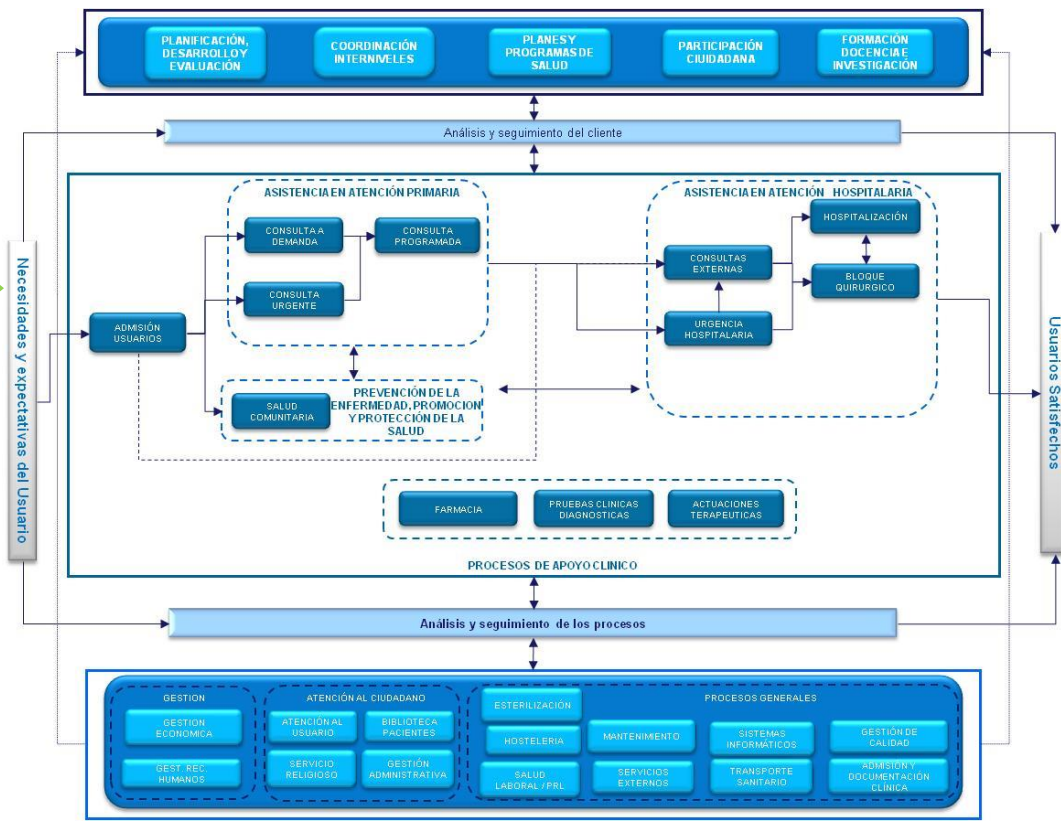 PLANIFICACIÓN,
DESARROLLO Y
EVALUACIÓN
COORDINACIÓN
INTERNIVELES
PLANES Y
PROGRAMAS DE
SALUD
PARTICIPACIÓN
CIUIDADANA
FORMACIÓN
DOCENCIA E
INVESTIGACIÓN
Análisis y seguimiento del cliente
Necesidades y expectativas del Usuario
ASISTENCIA EN ATENCIÓN PRIMARIA
CONSULTA A
DEMANDA
CONSULTA
PROGRAMADA
CONSULTA
URGENTE
ADMISIÓN
USUARIOS
SALUD
COMUNITARIA
PREVENCIÓN DE LA
ENFERMEDAD, PROMOCION
Y PROTECCIÓN DE LA
SALUD
ASISTENCIA EN ATENCIÓN HOSPITALARIA
HOSPITALIZACIÓN
CONSULTAS
EXTERNAS
BLOQUE
QUIRURGICO
URGENCIA
HOSPITALARIA
Usuarios Satisfechos
FARMACIA
PRUEBAS CLINICAS
DIAGNOSTICAS
ACTUACIONES
TERAPEUTICAS
PROCESOS DE APOYO CLINICO
Análisis y seguimiento de los procesos
GESTION
GESTION
ECONOMICA
GEST. REC.
HUMANOS
ATENCIÓN AL CIUDADANO
ATENCIÓN AL
USUARIO
BIBLIOTECA
PACIENTES
SERVICIO
RELIGIOSO
GESTIÓN
ADMINISTRATIVA
PROCESOS GENERALES
ESTERILIZACIÓN
HOSTELERIA
MANTENIMIENTO
SISTEMAS
INFORMÁTICOS
GESTIÓN DE
CALIDAD
SALUD
LABORAL / PRL
SERVICIOS
EXTERNOS
TRANSPORTE
SANITARIO
ADMISION Y
DOCUMENTACIÓN
CLÍNICA